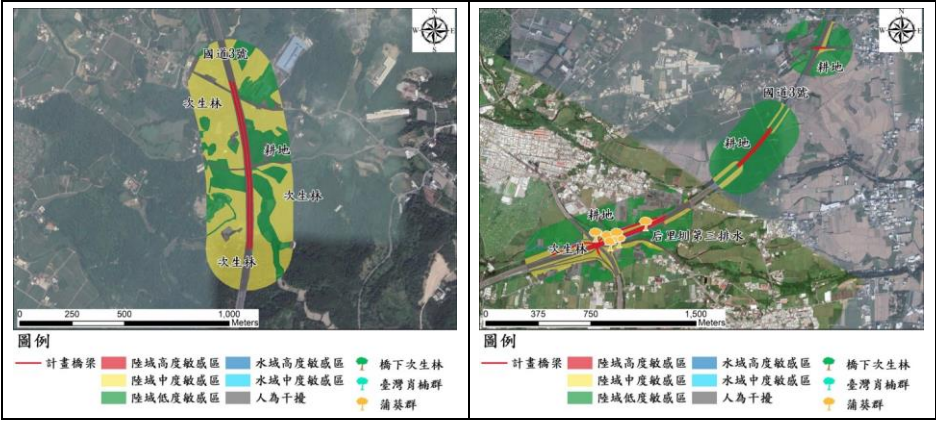 N
W E
S
國道3號
次生林
耕地
次生林
次生林
0 250 500 1,000
Meters
圖例
計畫橋梁 陸域高度敏感區 水域高度敏感區 橋下次生林
陸域中度敏感區 水域中度敏感區 臺灣肖楠群
陸域低度敏感區 人為干擾 蒲葵群
N
W E
S
耕地
國道3號
耕地
耕地
后里圳第三排水
次生林
0 375 750 1,500
Meters
圖例
計畫橋梁 陸域高度敏感區 水域高度敏感區 橋下次生林
陸域中度敏感區 水域中度敏感區 臺灣肖楠群
陸域低度敏感區 人為干擾 蒲葵群